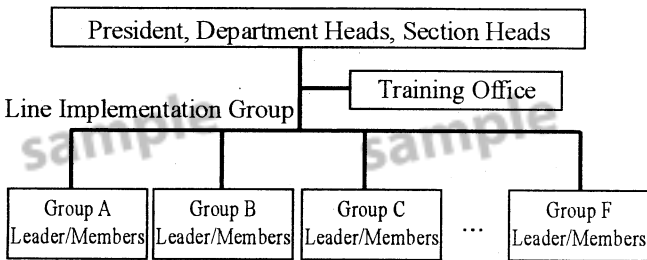 President, Department Heads, Section Heads
Training Office
Line Implementation Group
sample sample
Group A Group B Group C Group F
Leader/Members Leader/Members Leader/Members ... Leader/Members